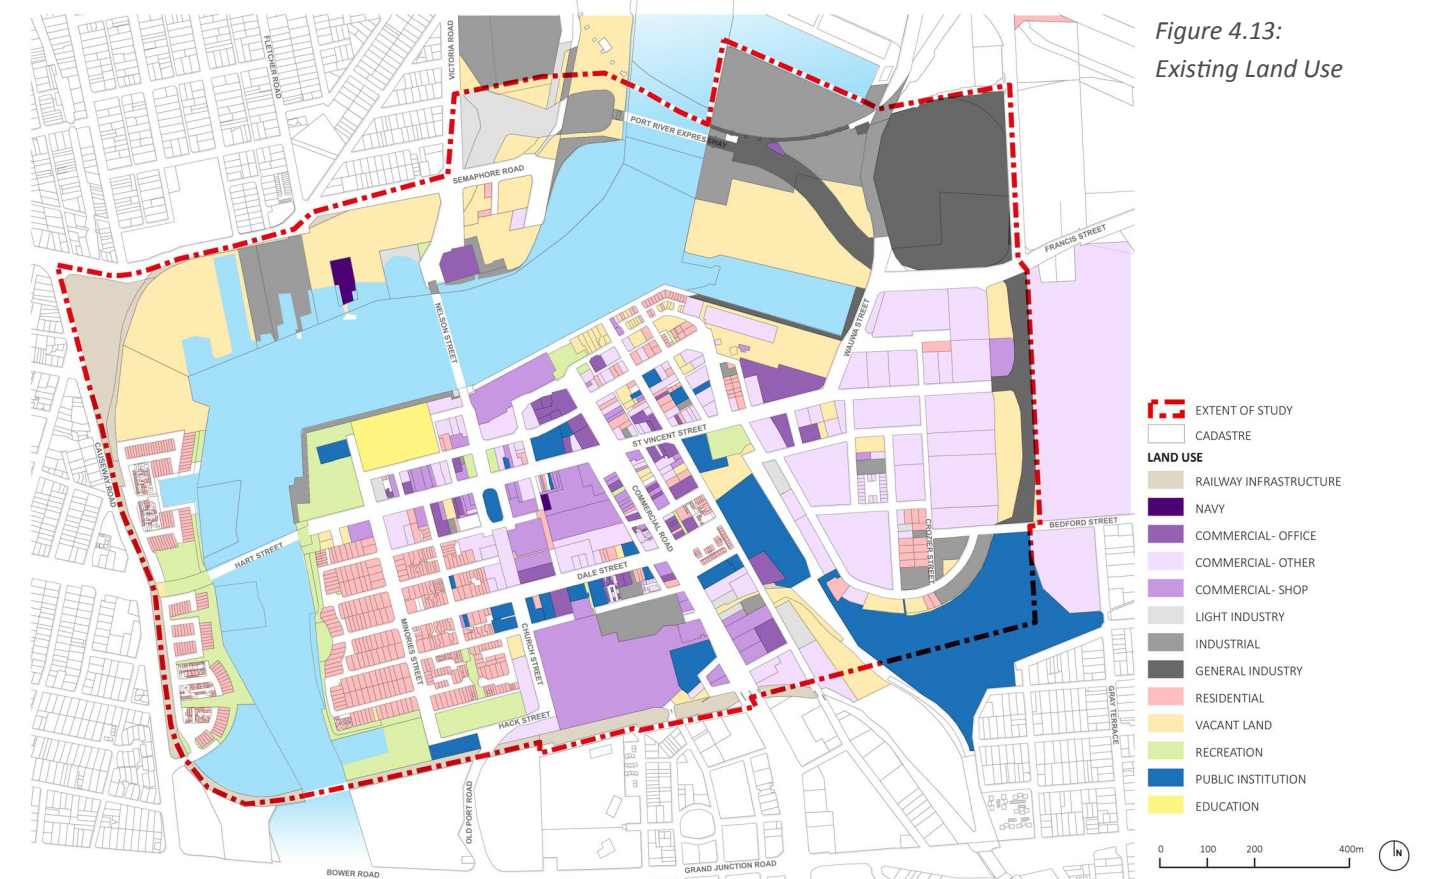 Figure 4.13:
Existing Land Use
FLETCHER ROAD
VICTORIA ROAD
PORT RIVER EXPRESSWAY
SEMAPHORE ROAD
FRANCIS STREET
NELSON STREET
WAUWA STREET
CAUSEWAY ROAD
ST VINCENT STREET
COMMERCIAL ROAD
HART STREET
DALE STREET
CROZIER STREET
BEDFORD STREET
MINORIES STREET
CHURCH STREET
HACK STREET
GRAY TERRACE
OLD PORT ROAD
BOWER ROAD
GRAND JUNCTION ROAD
EXTENT OF STUDY
CADASTRE
LAND USE
RAILWAY INFRASTRUCTURE
NAVY
COMMERCIAL- OFFICE
COMMERCIAL- OTHER
COMMERCIAL- SHOP
LIGHT INDUSTRY
INDUSTRIAL
GENERAL INDUSTRY
RESIDENTIAL
VACANT LAND
RECREATION
PUBLIC INSTITUTION
EDUCATION
0 100 200 400m
N